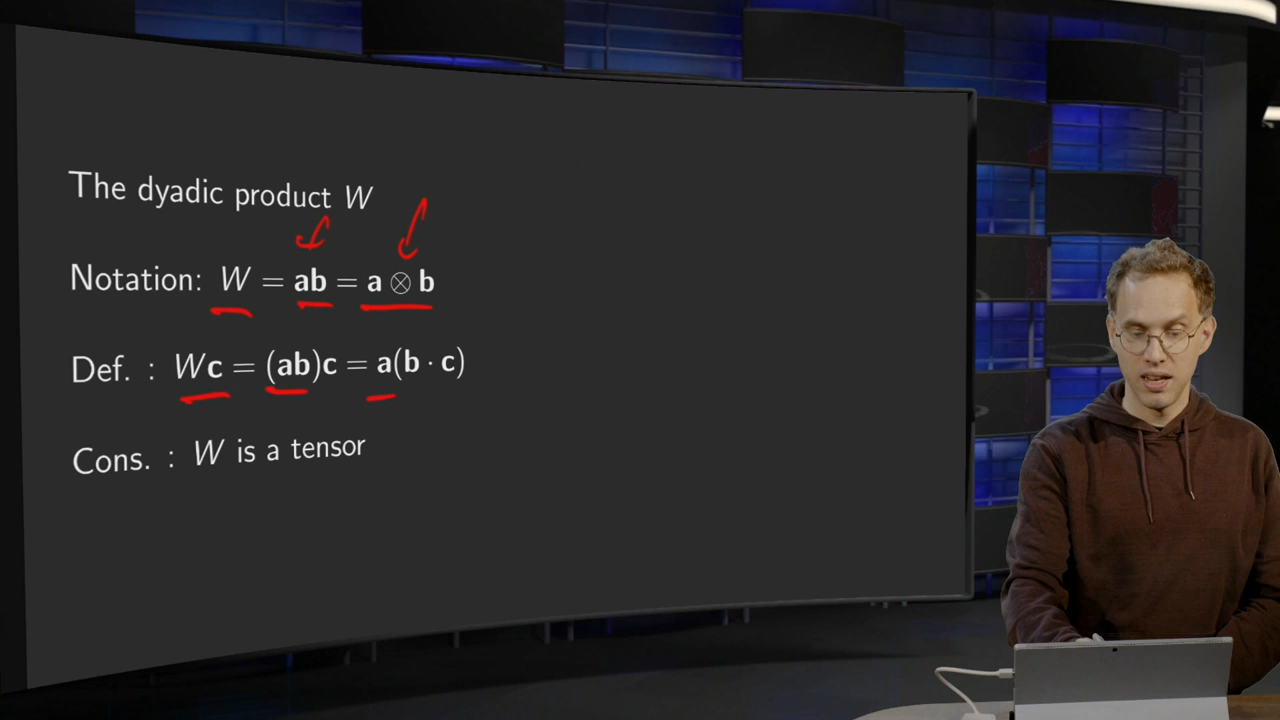 The dyadic product W
Notation: W = ab = a ⊗ b
Def. : Wc = (ab)c = a(b · c)
Cons. : W is a tensor